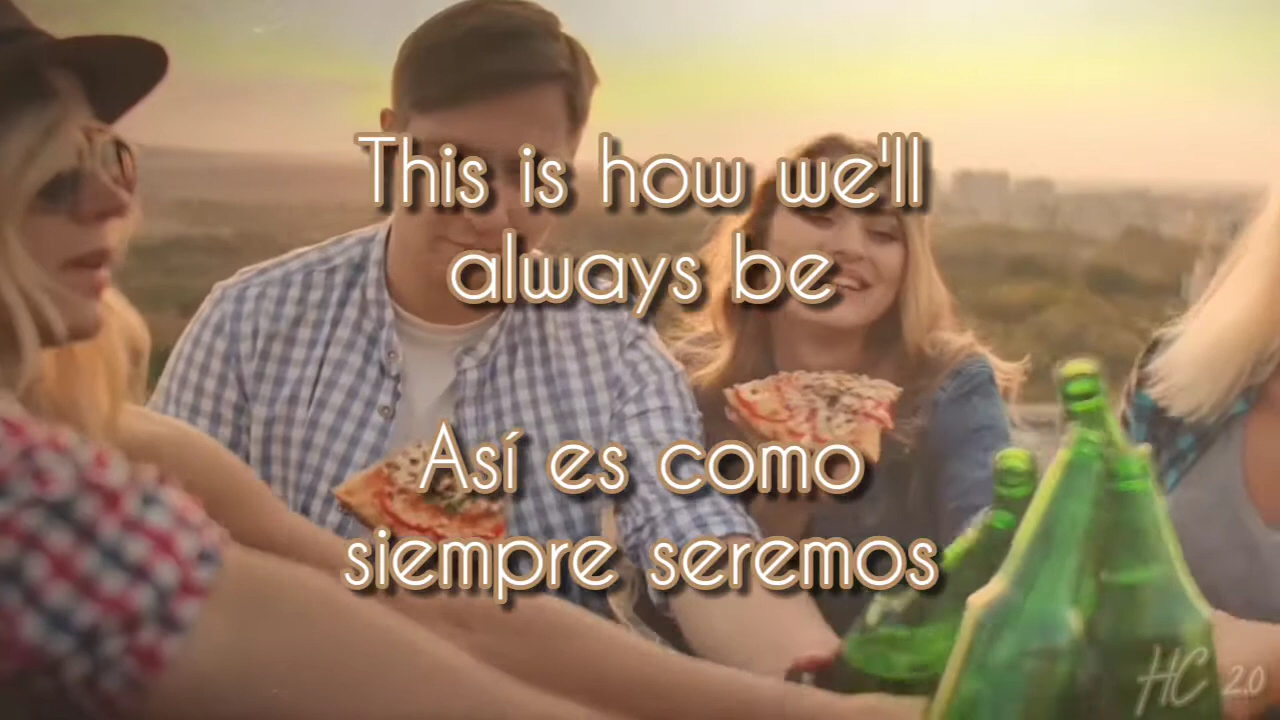 This is how we'll
always be
Así es como
siempre seremos
HC 2.0